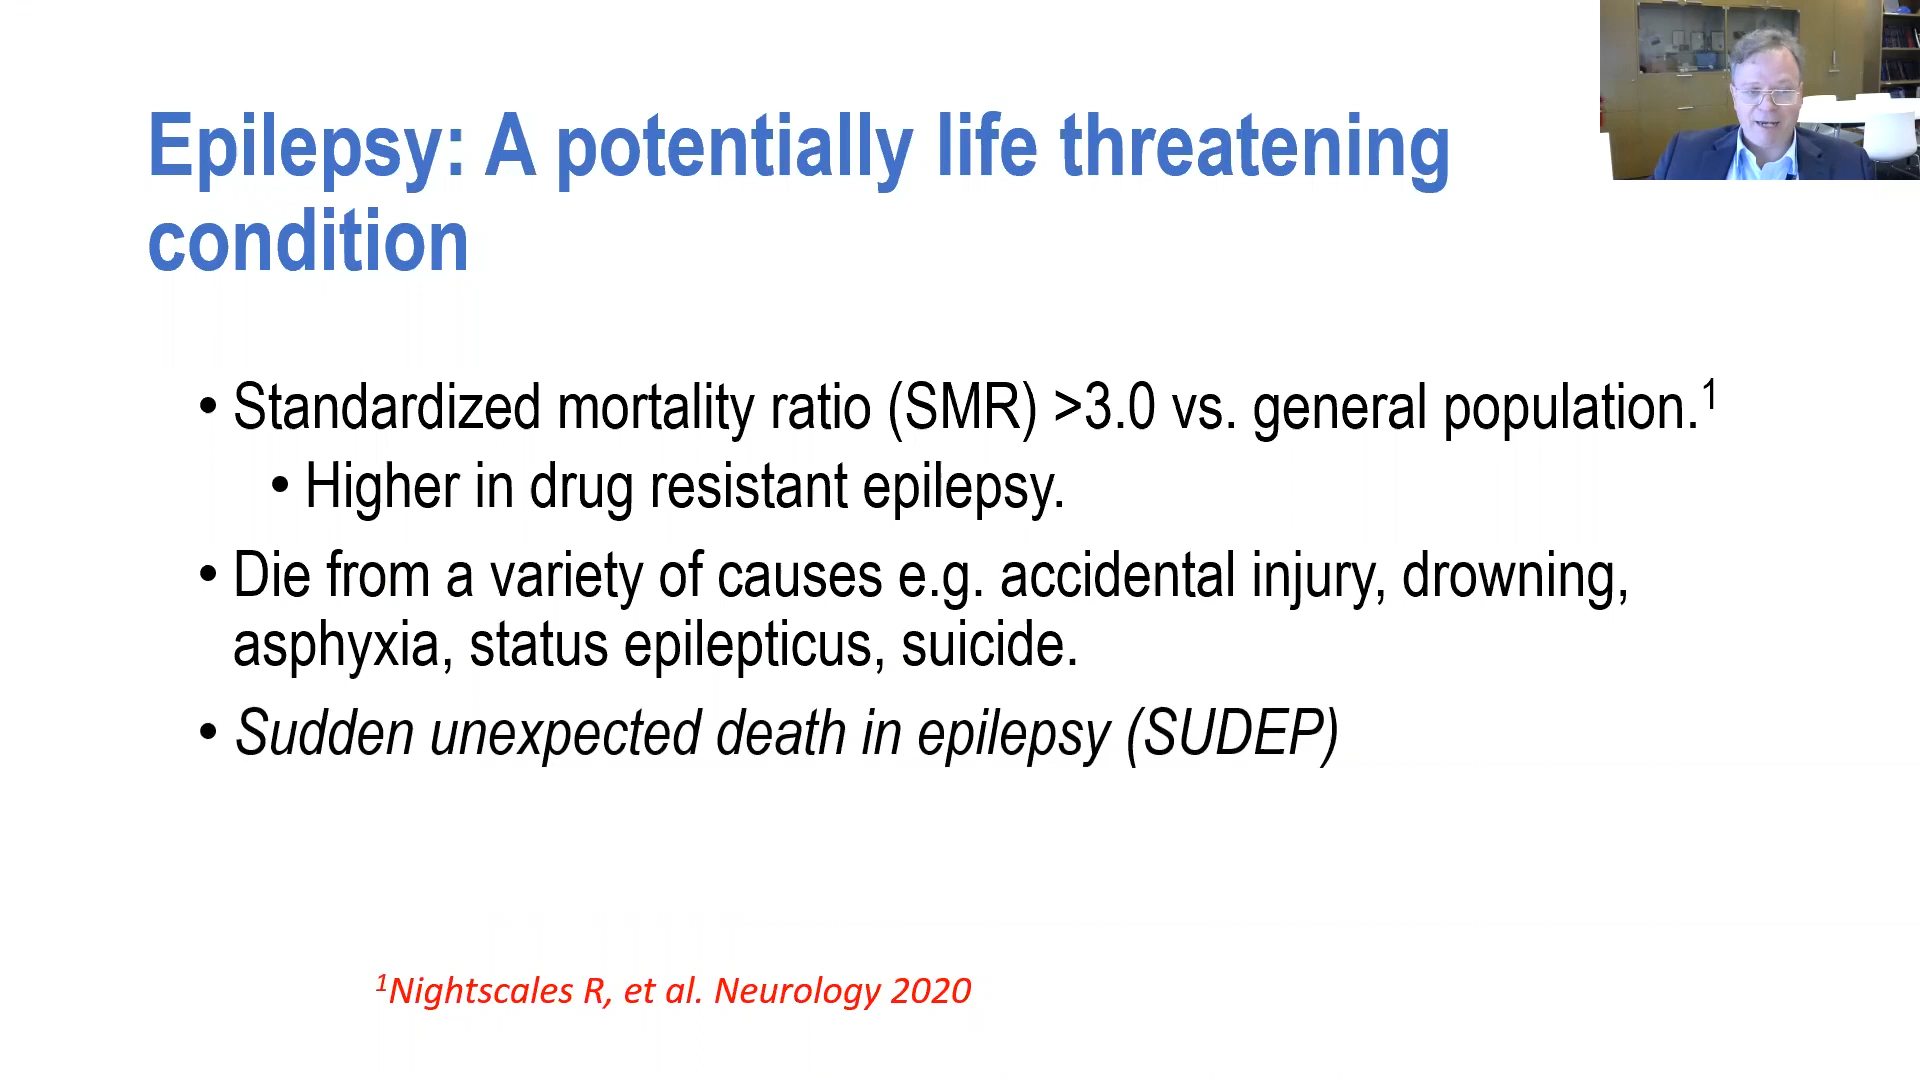 Epilepsy: A potentially life threatening
condition
• Standardized mortality ratio (SMR) >3.0 vs. general population.¹
• Higher in drug resistant epilepsy.
• Die from a variety of causes e.g. accidental injury, drowning,
asphyxia, status epilepticus, suicide.
• Sudden unexpected death in epilepsy (SUDEP)
¹Nightscales R, et al. Neurology 2020